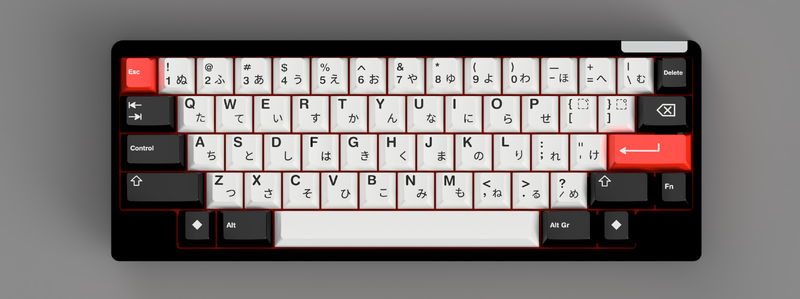 Esc ! 1 ぬ @ 2 ふ # 3 あ $ 4 う % 5 え ^ 6 お & 7 や * 8 ゆ ( 9 よ ) 0 わ — - ほ + = へ | \ む Delete
Q た W て E い R す T か Y ん U な I に O ら P せ { [ } ]
Control A ち S と D し F は G き H く J ま K の L り : ; れ " ' け
Z つ X さ C そ V ひ B こ N み M も < , ね > . る ? / め Fn
Alt Alt Gr